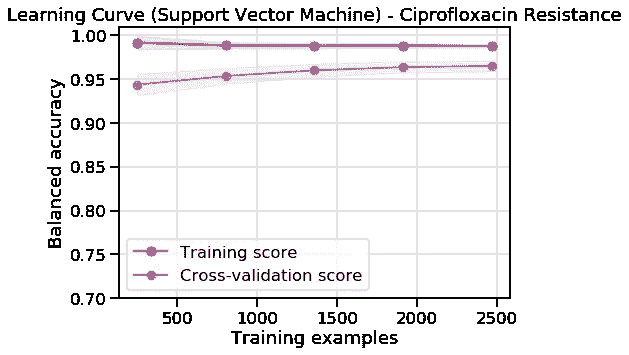 Learning Curve (Support Vector Machine) - Ciprofloxacin Resistance
Balanced accuracy
1.00
0.95
0.90
0.85
0.80
0.75
0.70
Training score
Cross-validation score
500
1000
1500
2000
2500
Training examples